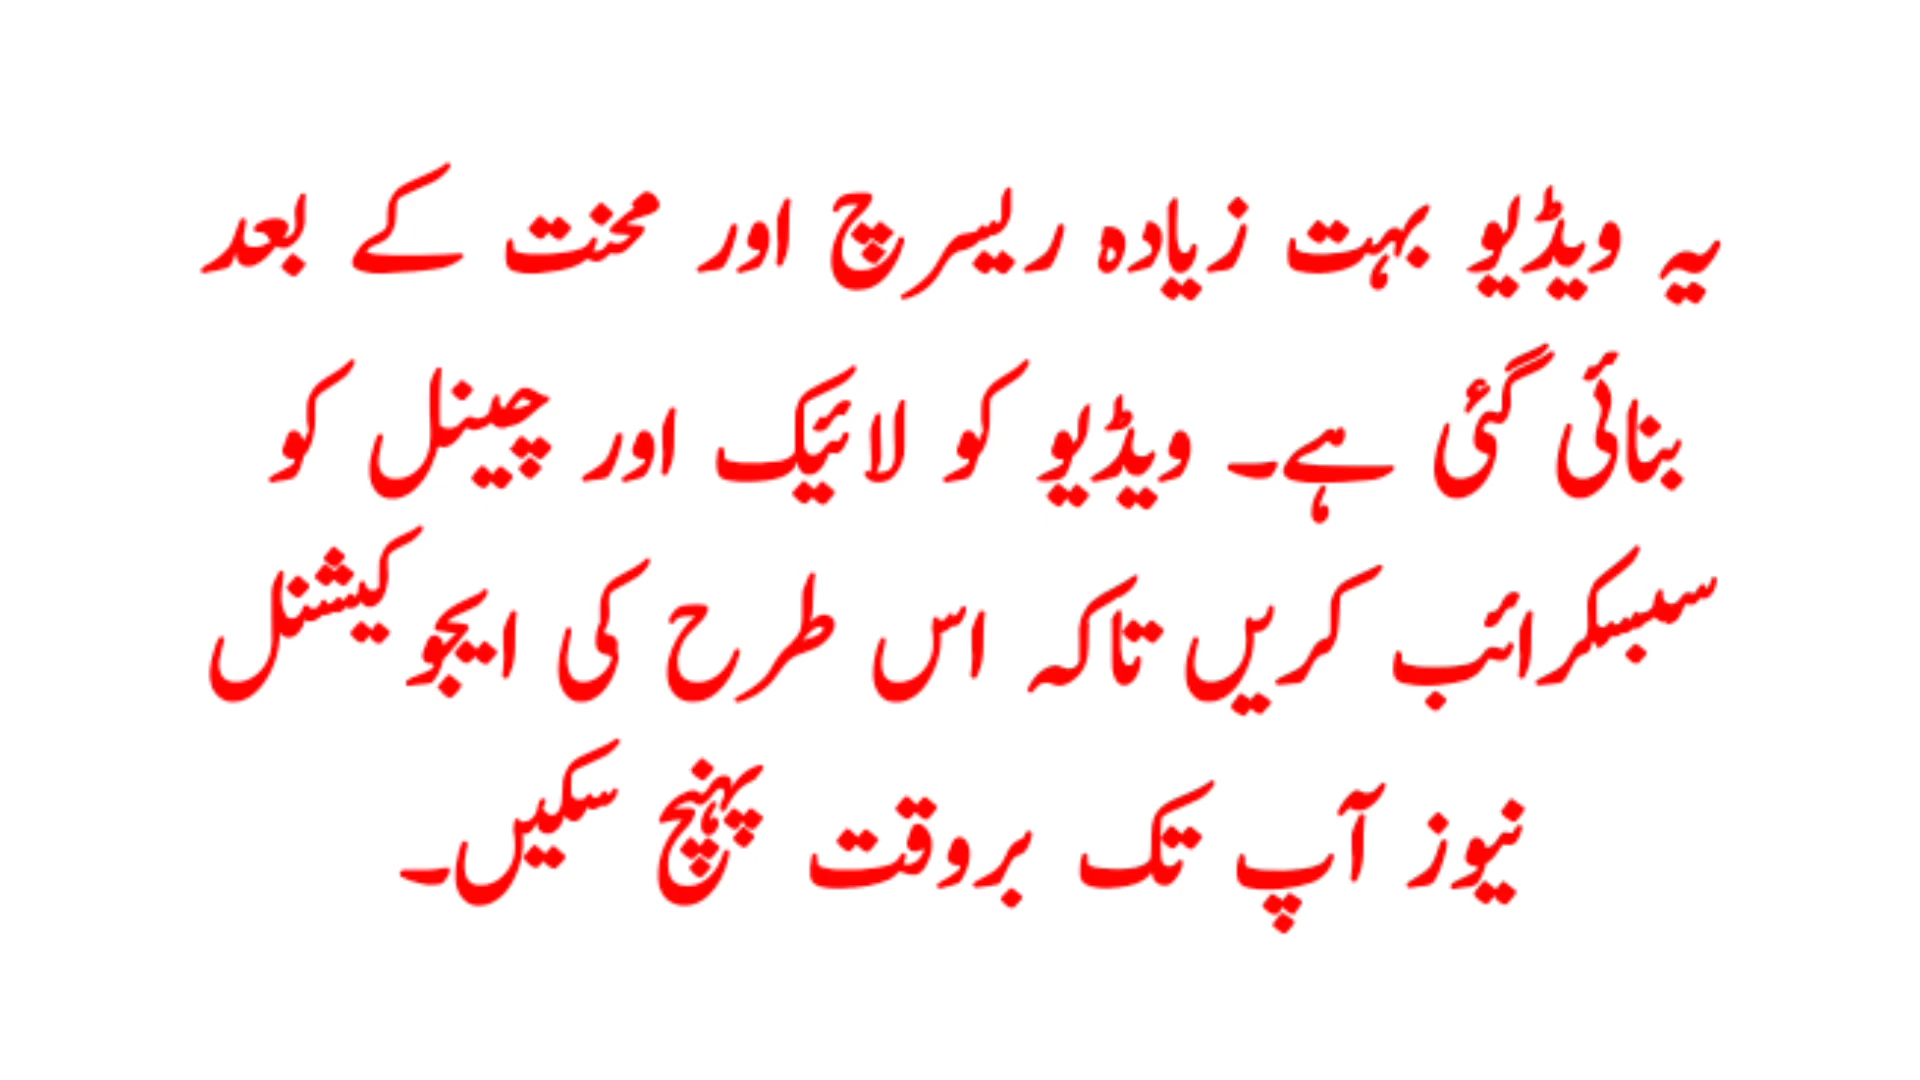 یہ ویڈیو بہت زیادہ ریسرچ اور محنت کے بعد
بنائی گئی ہے۔ ویڈیو کو لائیک اور چینل کو
سبسکرائب کریں تاکہ اس طرح کی ایجوکیشنل
نیوز آپ تک بروقت پہنچ سکیں۔